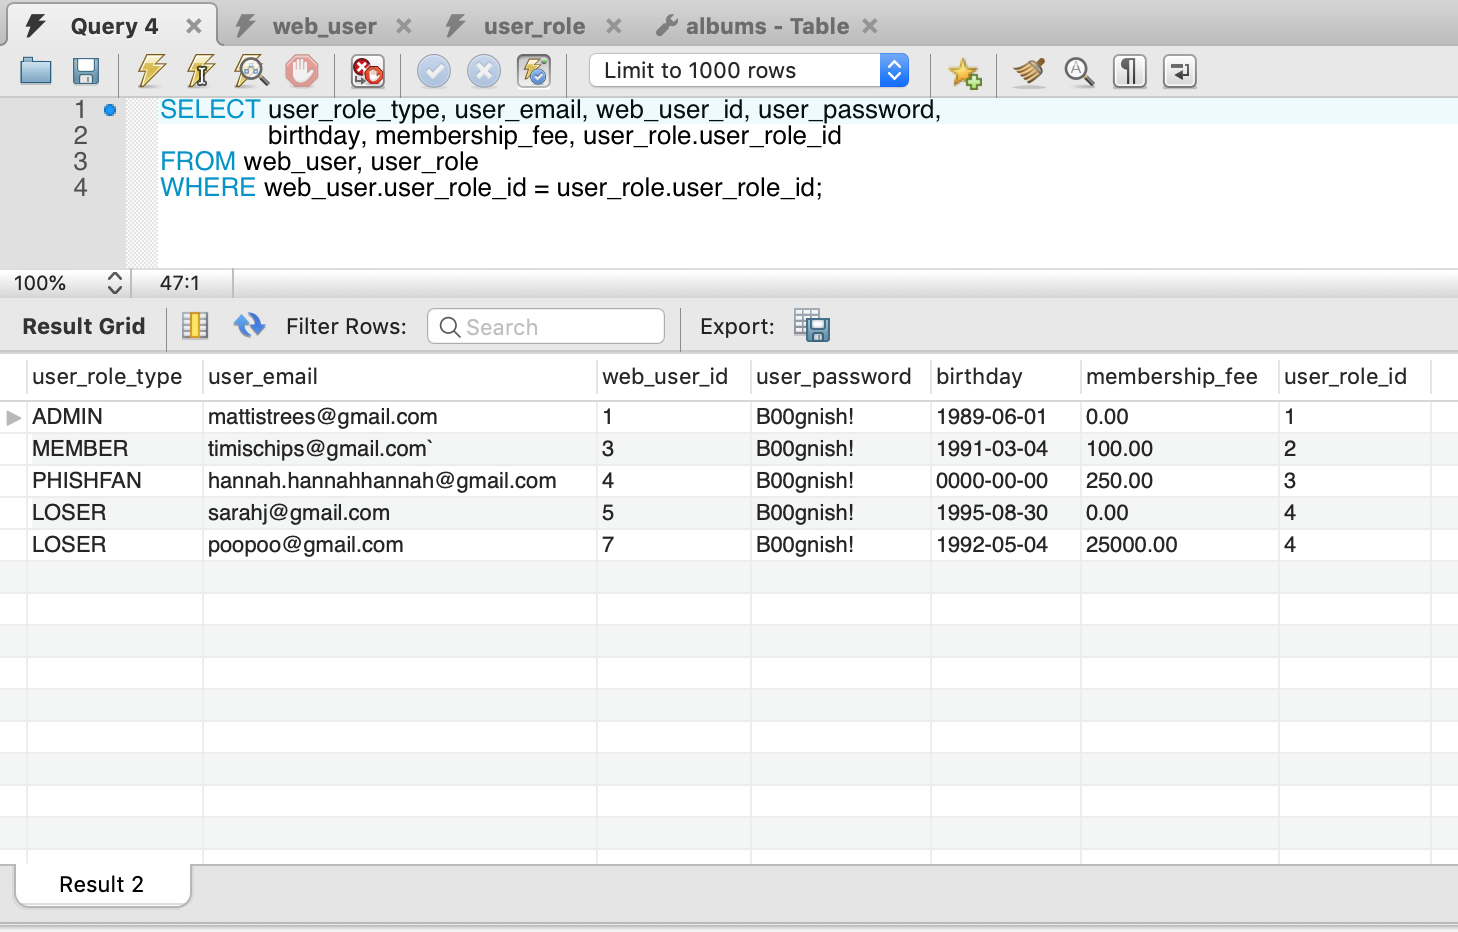 Query 4 web_user user_role albums - Table
Limit to 1000 rows
1 SELECT user_role_type, user_email, web_user_id, user_password,
2 birthday, membership_fee, user_role.user_role_id
3 FROM web_user, user_role
4 WHERE web_user.user_role_id = user_role.user_role_id;
100% 47:1
Result Grid Filter Rows: Search Export:
user_role_type user_email web_user_id user_password birthday membership_fee user_role_id
ADMIN mattistrees@gmail.com 1 B00gnish! 1989-06-01 0.00 1
MEMBER timischips@gmail.com` 3 B00gnish! 1991-03-04 100.00 2
PHISHFAN hannah.hannahhannah@gmail.com 4 B00gnish! 0000-00-00 250.00 3
LOSER sarahj@gmail.com 5 B00gnish! 1995-08-30 0.00 4
LOSER poopoo@gmail.com 7 B00gnish! 1992-05-04 25000.00 4
Result 2